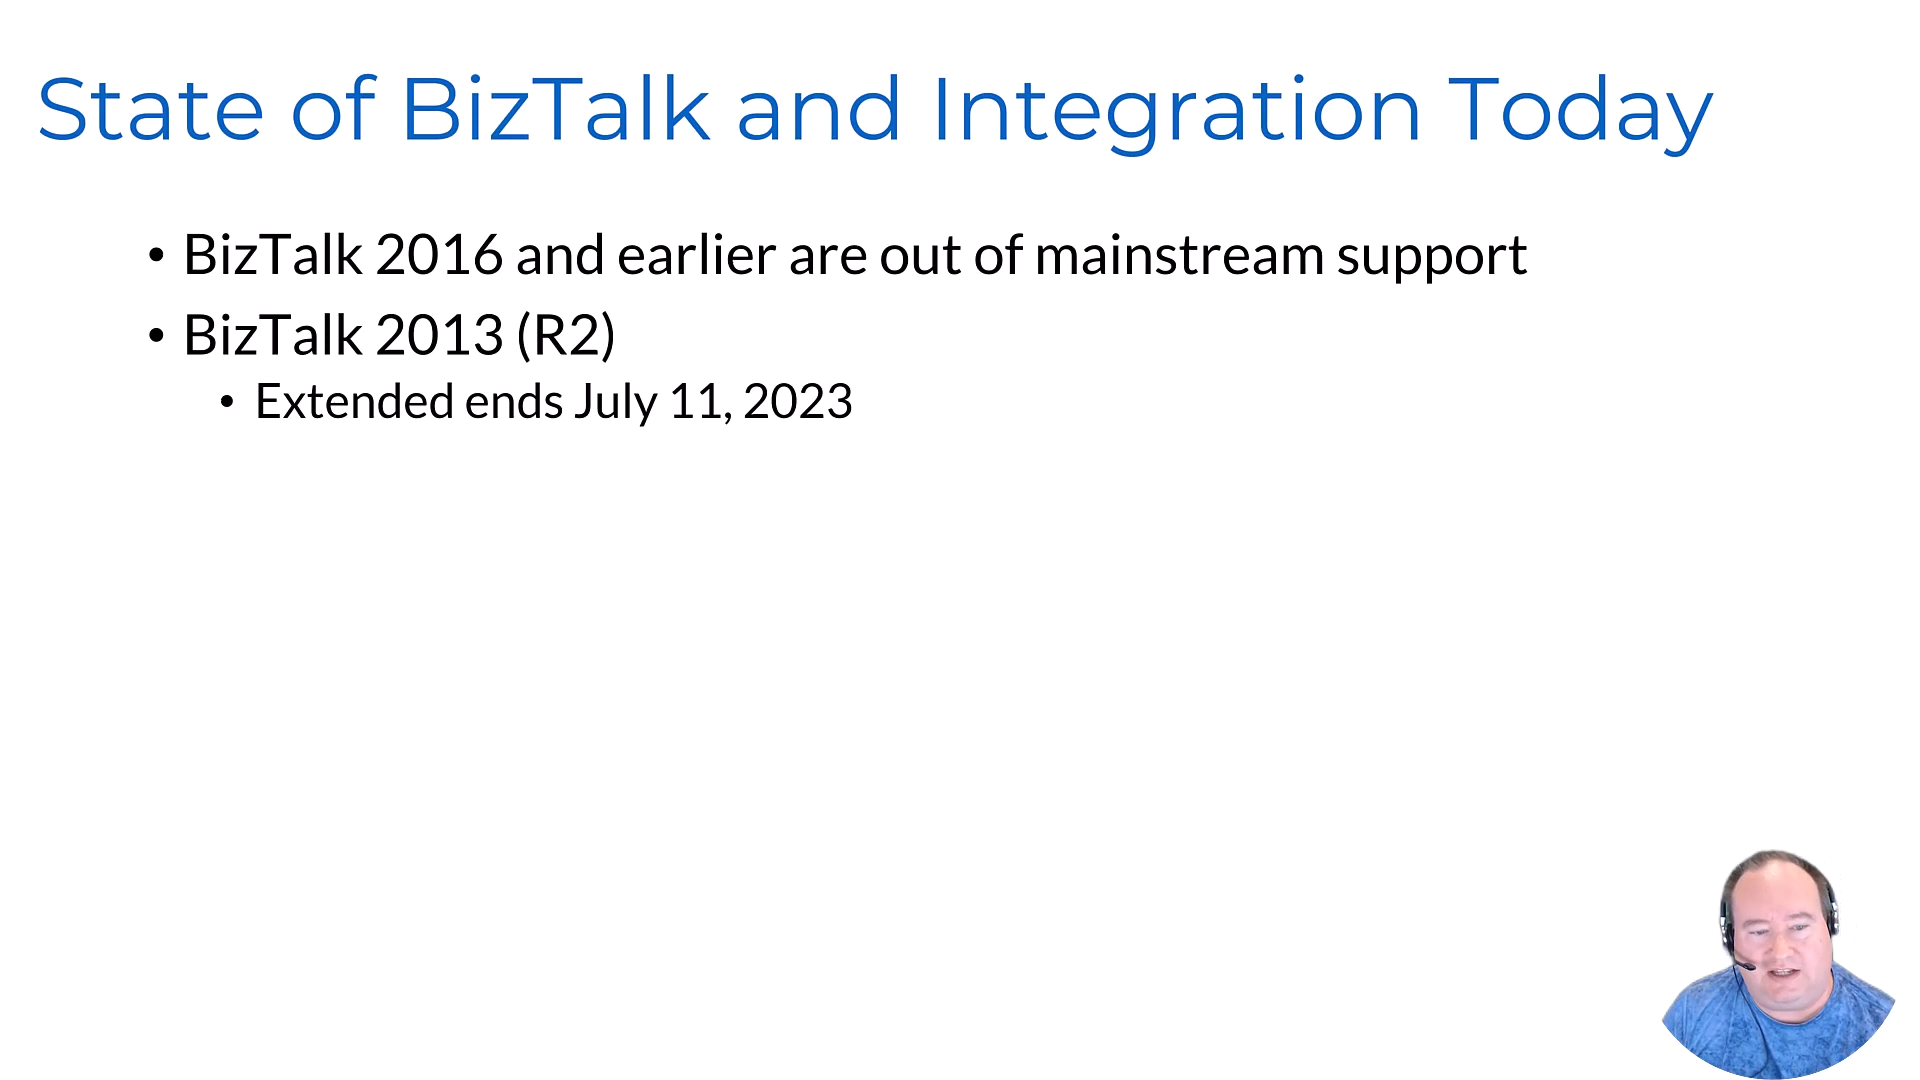 State of BizTalk and Integration Today
• BizTalk 2016 and earlier are out of mainstream support
• BizTalk 2013 (R2)
• Extended ends July 11, 2023